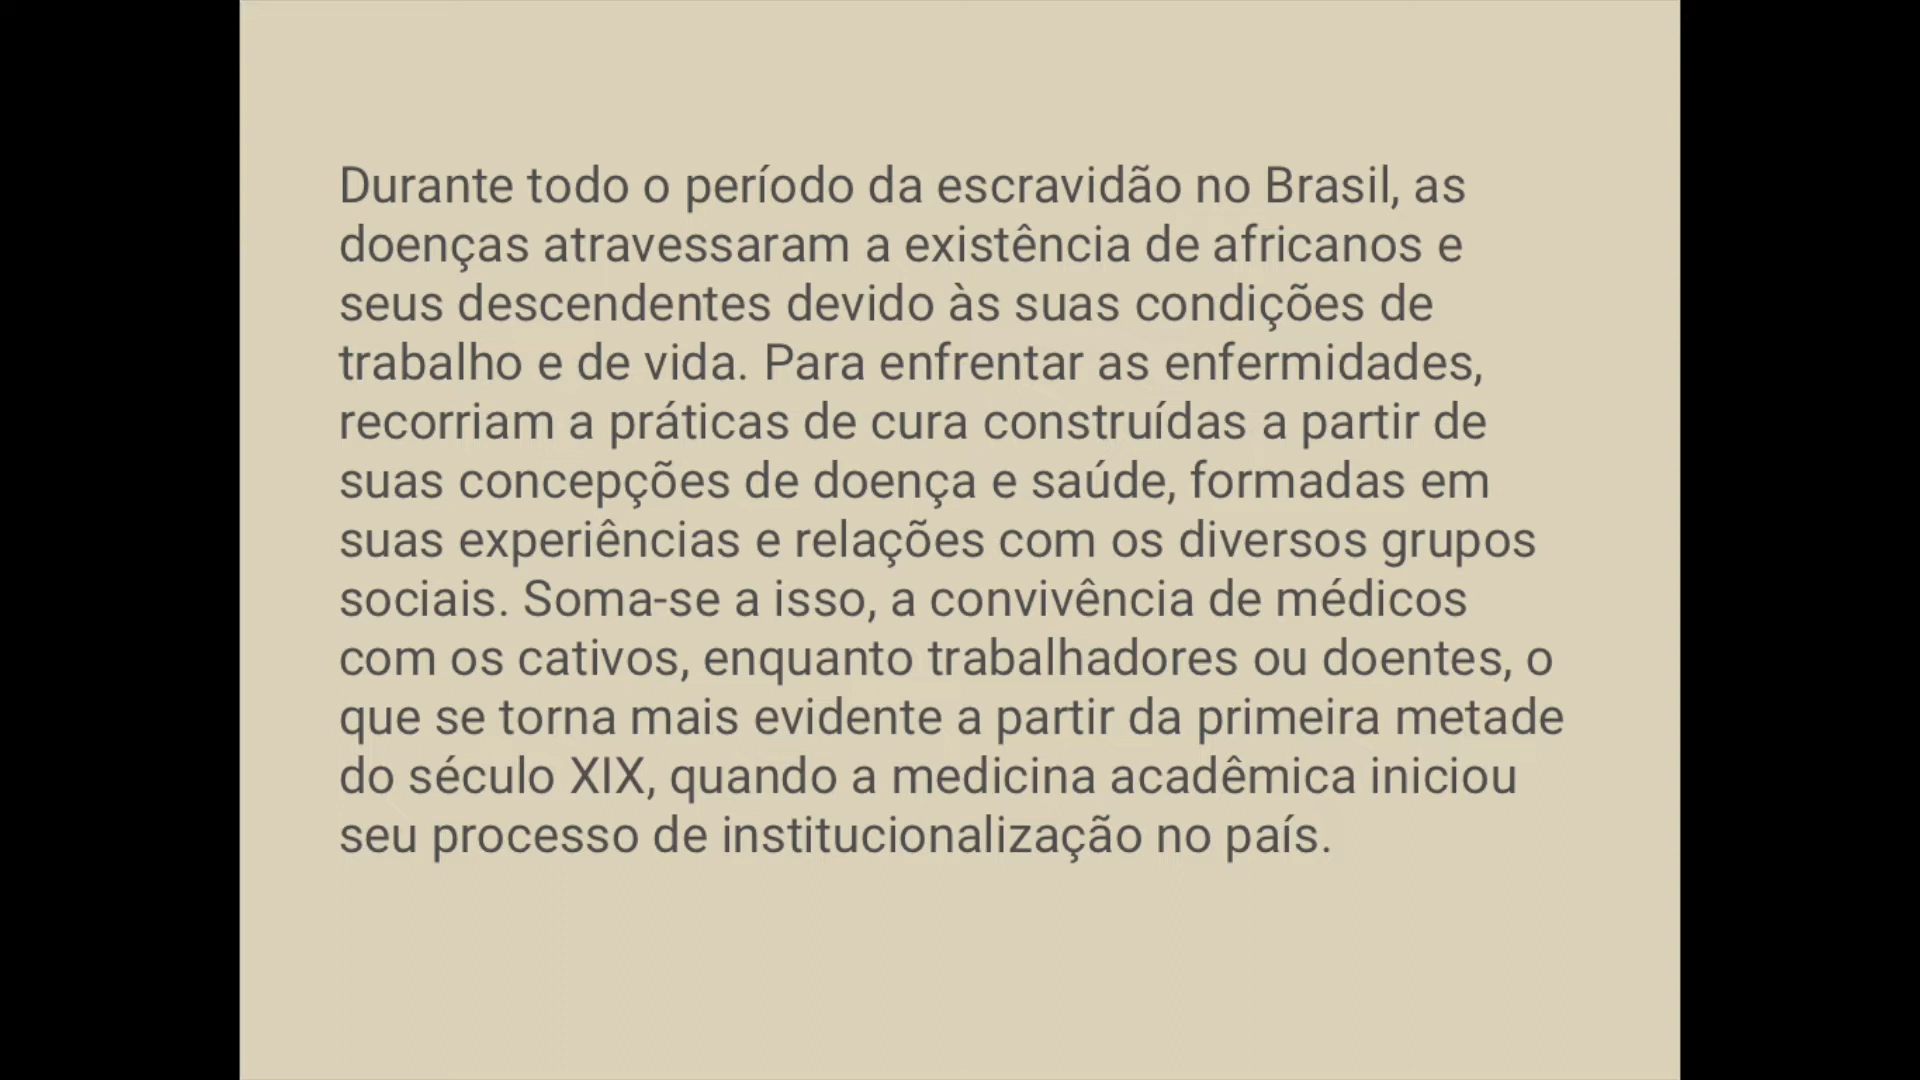 Durante todo o período da escravidão no Brasil, as
doenças atravessaram a existência de africanos e
seus descendentes devido às suas condições de
trabalho e de vida. Para enfrentar as enfermidades,
recorriam a práticas de cura construídas a partir de
suas concepções de doença e saúde, formadas em
suas experiências e relações com os diversos grupos
sociais. Soma-se a isso, a convivência de médicos
com os cativos, enquanto trabalhadores ou doentes, o
que se torna mais evidente a partir da primeira metade
do século XIX, quando a medicina acadêmica iniciou
seu processo de institucionalização no país.